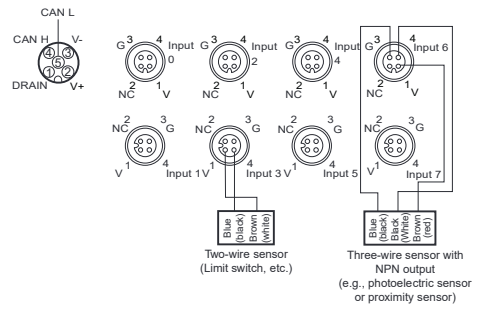 CAN L
CAN H 4 3 V-
5
DRAIN 1 2 V+
G 3 4 Input 0
2 NC 1 V
G 3 4 Input 2
2 NC 1 V
G 3 4 Input 4
2 NC 1 V
G 3 4 Input 6
2 NC 1 V
2 NC 3 G
V 1 4 Input 1
2 NC 3 G
V 1 4 Input 3
2 NC 3 G
V 1 4 Input 5
2 NC 3 G
V 1 4 Input 7
Blue
(black)
Brown
(white)
Two-wire sensor
(Limit switch, etc.)
Blue
(black)
Black
(White)
Brown
(red)
Three-wire sensor with
NPN output
(e.g., photoelectric sensor
or proximity sensor)